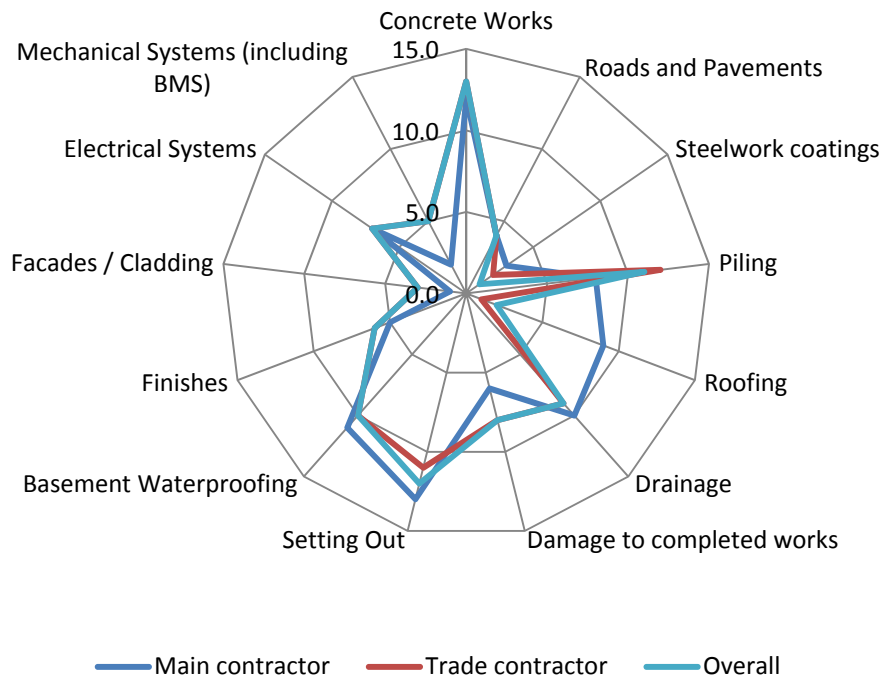 Concrete Works
Mechanical Systems (including
BMS)
15.0
Roads and Pavements
10.0
Electrical Systems
Steelwork coatings
5.0
Facades / Cladding
Piling
0.0
Finishes
Roofing
Basement Waterproofing
Drainage
Setting Out
Damage to completed works
Main contractor
Trade contractor
Overall